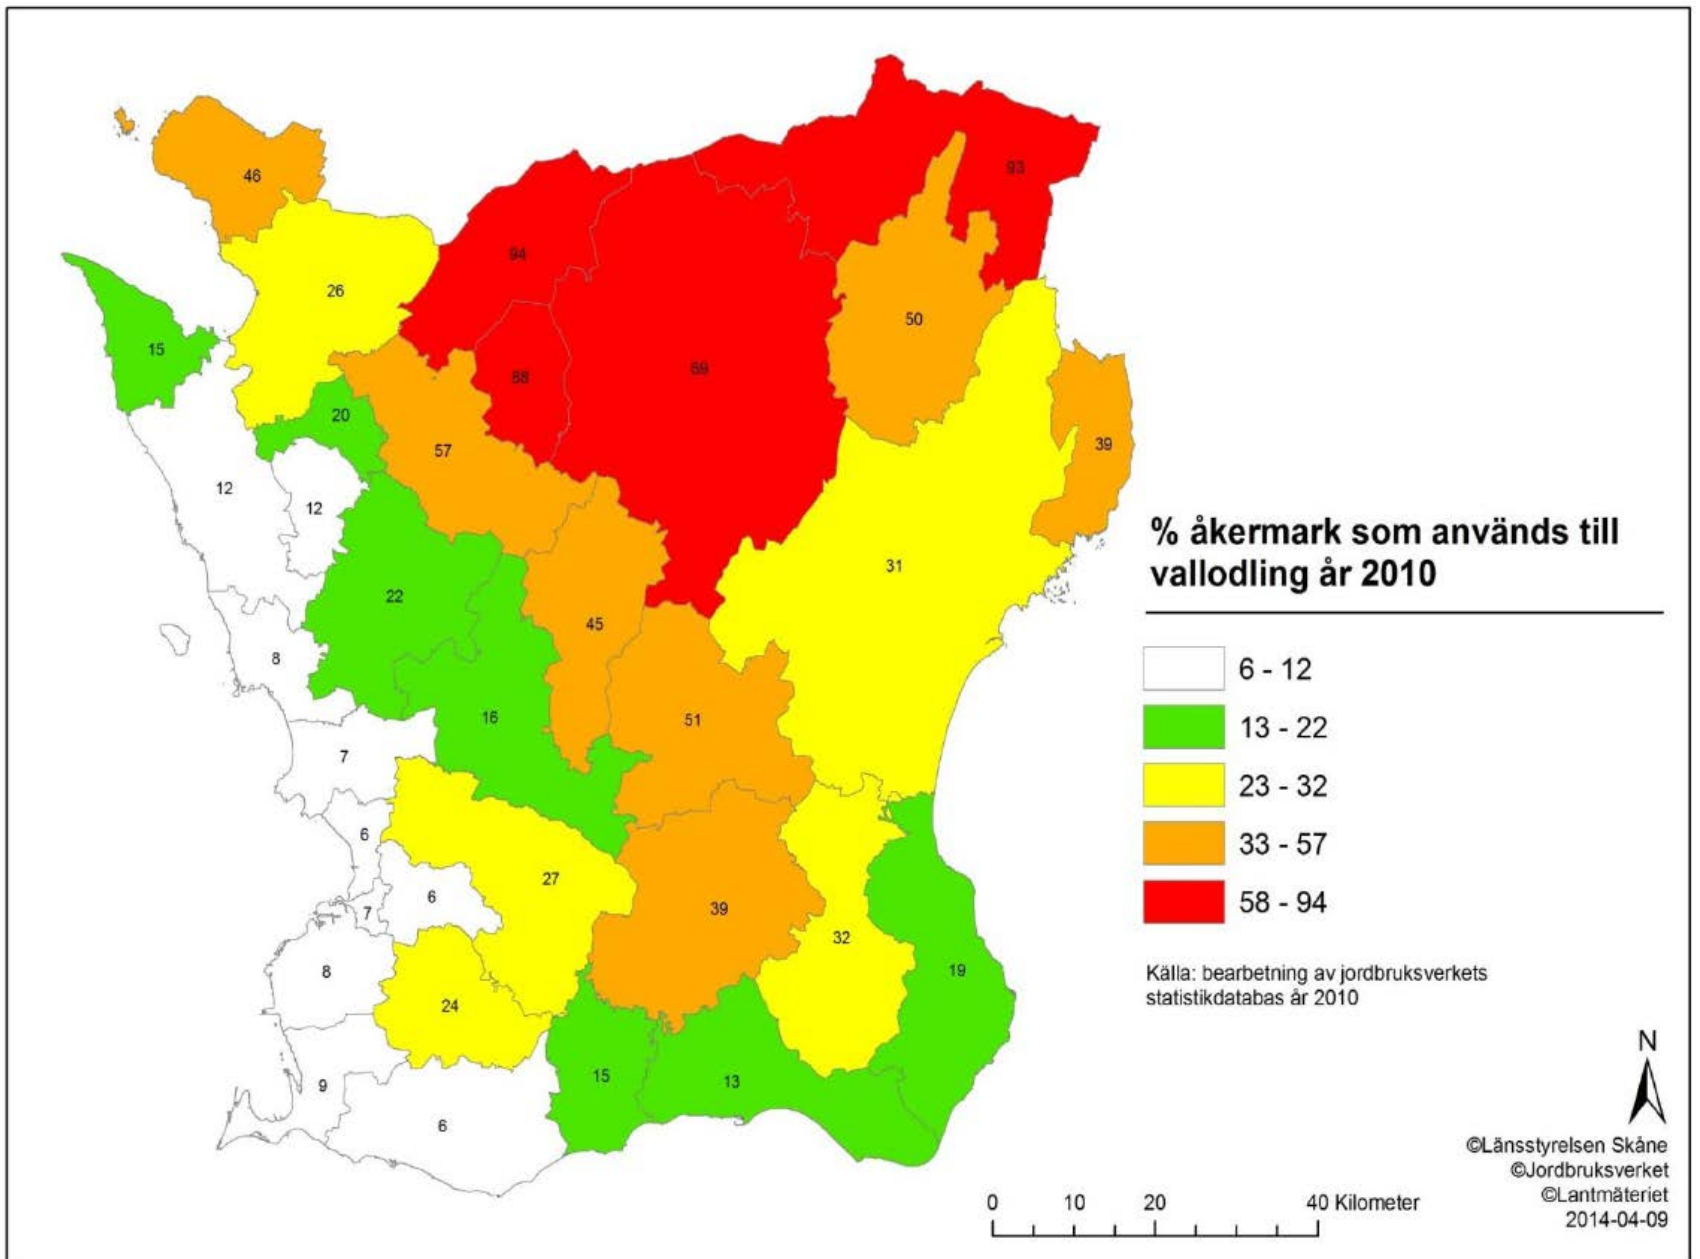 46
93
94
26
50
15
88
69
20
57
39
12
12
31
22
45
8
16
51
7
6
27
6
7
39
32
8
19
24
15
13
9
6
% åkermark som används till
vallodling år 2010
6 - 12
13 - 22
23 - 32
33 - 57
58 - 94
Källa: bearbetning av jordbruksverkets
statistikdatabas år 2010
N
©Länsstyrelsen Skåne
©Jordbruksverket
©Lantmäteriet
2014-04-09
0 10 20 40 Kilometer